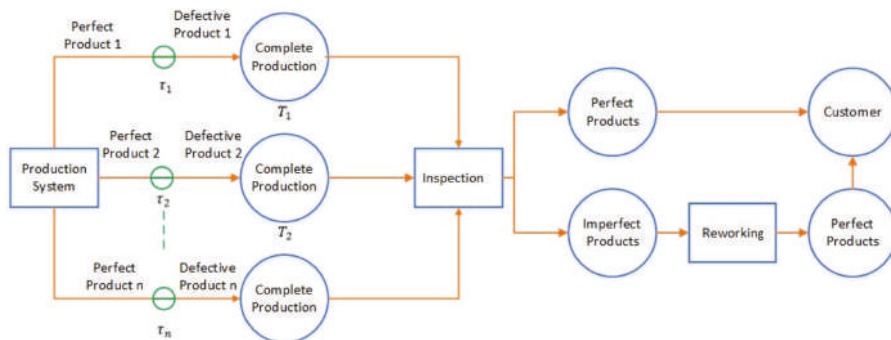 Perfect
Product 1
Defective
Product 1
τ₁
Complete
Production
T₁
Perfect
Product 2
Defective
Product 2
τ₂
Complete
Production
T₂
Production
System
Perfect
Product n
Defective
Product n
τₙ
Complete
Production
Inspection
Perfect
Products
Customer
Imperfect
Products
Reworking
Perfect
Products